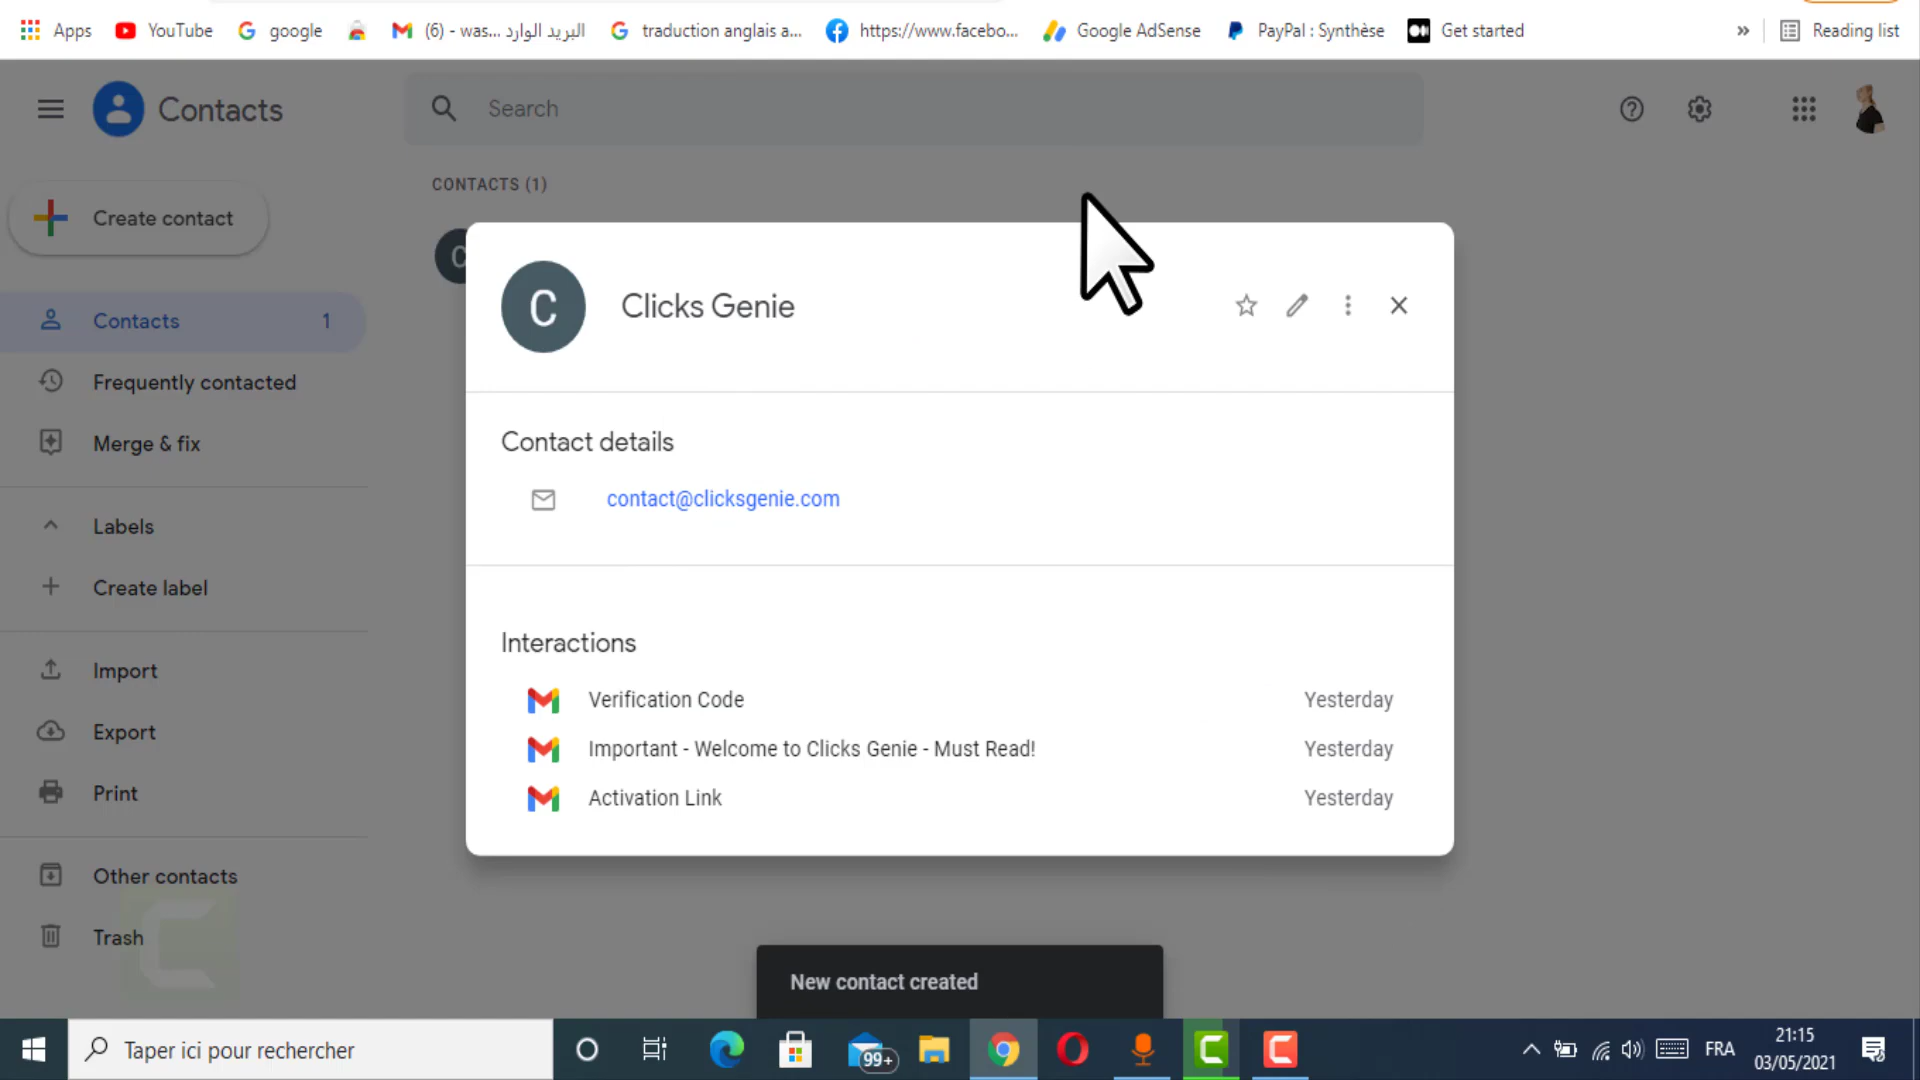 Apps
YouTube
google
(6) - was... البريد الوارد
traduction anglais a...
https://www.facebo...
Google AdSense
PayPal : Synthèse
Get started
»
Reading list
Contacts
Search
CONTACTS (1)
Create contact
C
C
Clicks Genie
Contacts 1
Frequently contacted
Merge & fix
Contact details
contact@clicksgenie.com
Labels
Create label
Interactions
Import
Verification Code Yesterday
Export
Important - Welcome to Clicks Genie - Must Read! Yesterday
Print
Activation Link Yesterday
Other contacts
Trash
New contact created
Taper ici pour rechercher
99+
FRA
21:15
03/05/2021